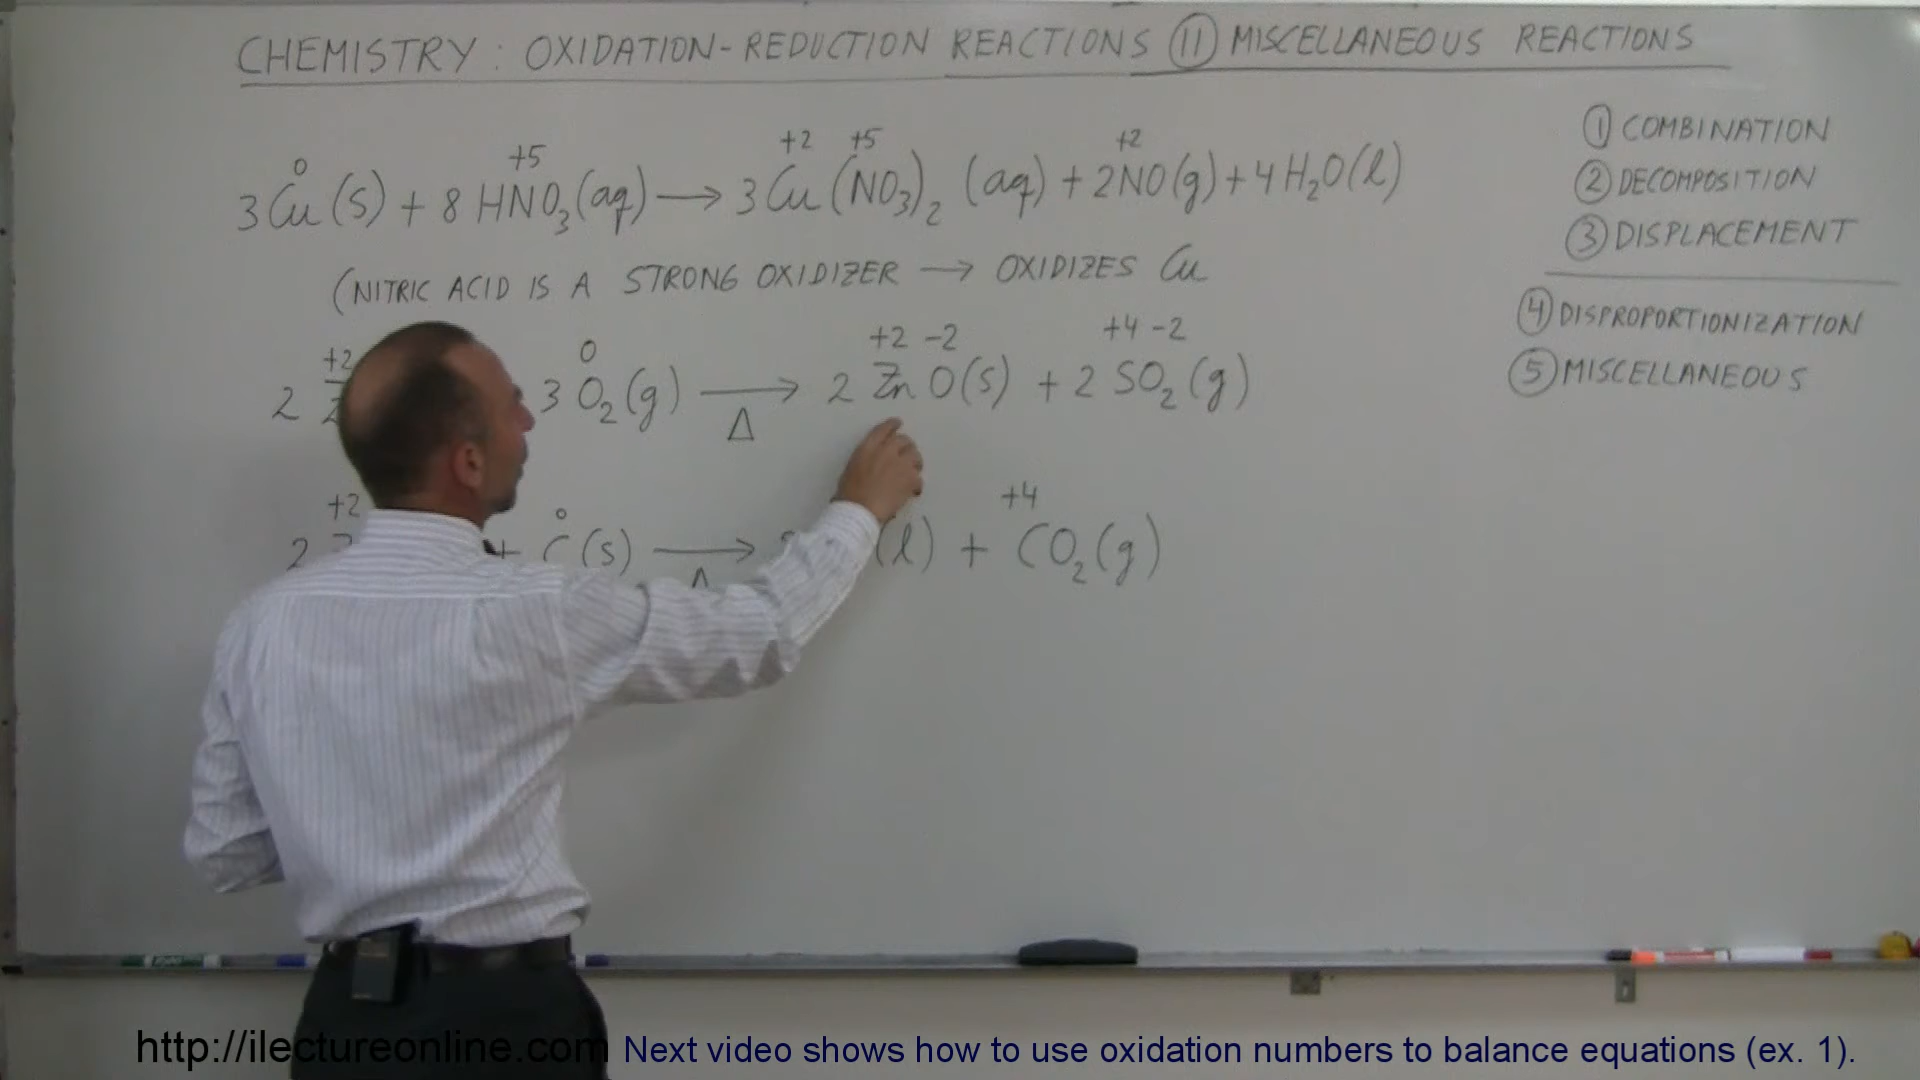 CHEMISTRY: OXIDATION-REDUCTION REACTIONS ⑪ MISCELLANEOUS REACTIONS
0 +5 +2 +5 +2
3Cu(s) + 8HNO₃(aq) → 3Cu(NO₃)₂ (aq) + 2NO(g) + 4H₂O(l)
(NITRIC ACID IS A STRONG OXIDIZER → OXIDIZES Cu
+2 0 +2 -2 +4 -2
2 3O₂(g) → 2ZnO(s) + 2SO₂(g)
Δ
+2 0 +4
2 + C(s) → (l) + CO₂(g)
① COMBINATION
② DECOMPOSITION
③ DISPLACEMENT
④ DISPROPORTIONIZATION
⑤ MISCELLANEOUS
http://ilectureonline.com Next video shows how to use oxidation numbers to balance equations (ex. 1).